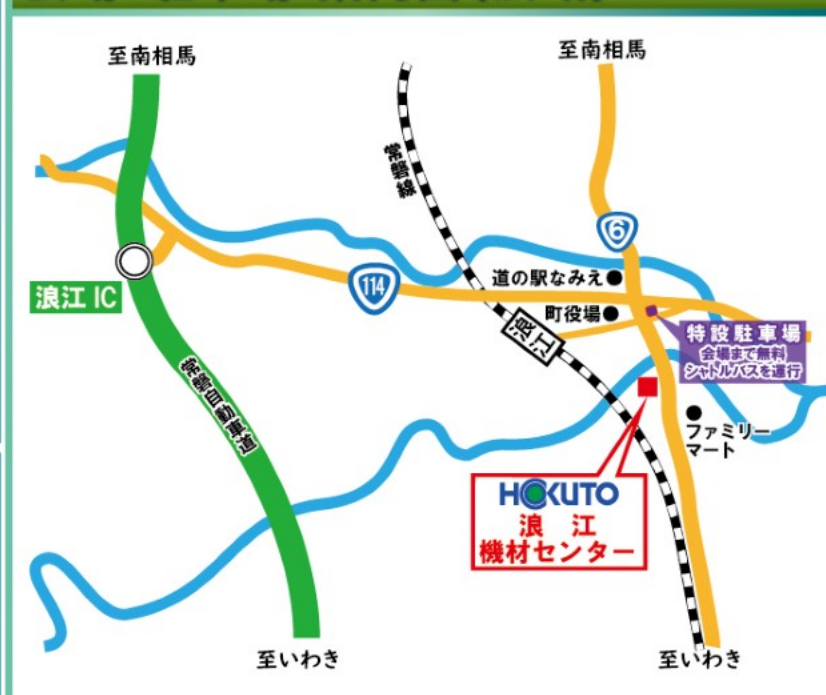 至南相馬
至南相馬
常磐線
6
道の駅なみえ
114
町役場
浪江IC
浪江
特設駐車場
会場まで無料
シャトルバスを運行
常磐自動車道
ファミリー
マート
HOKUTO
浪 江
機材センター
至いわき
至いわき